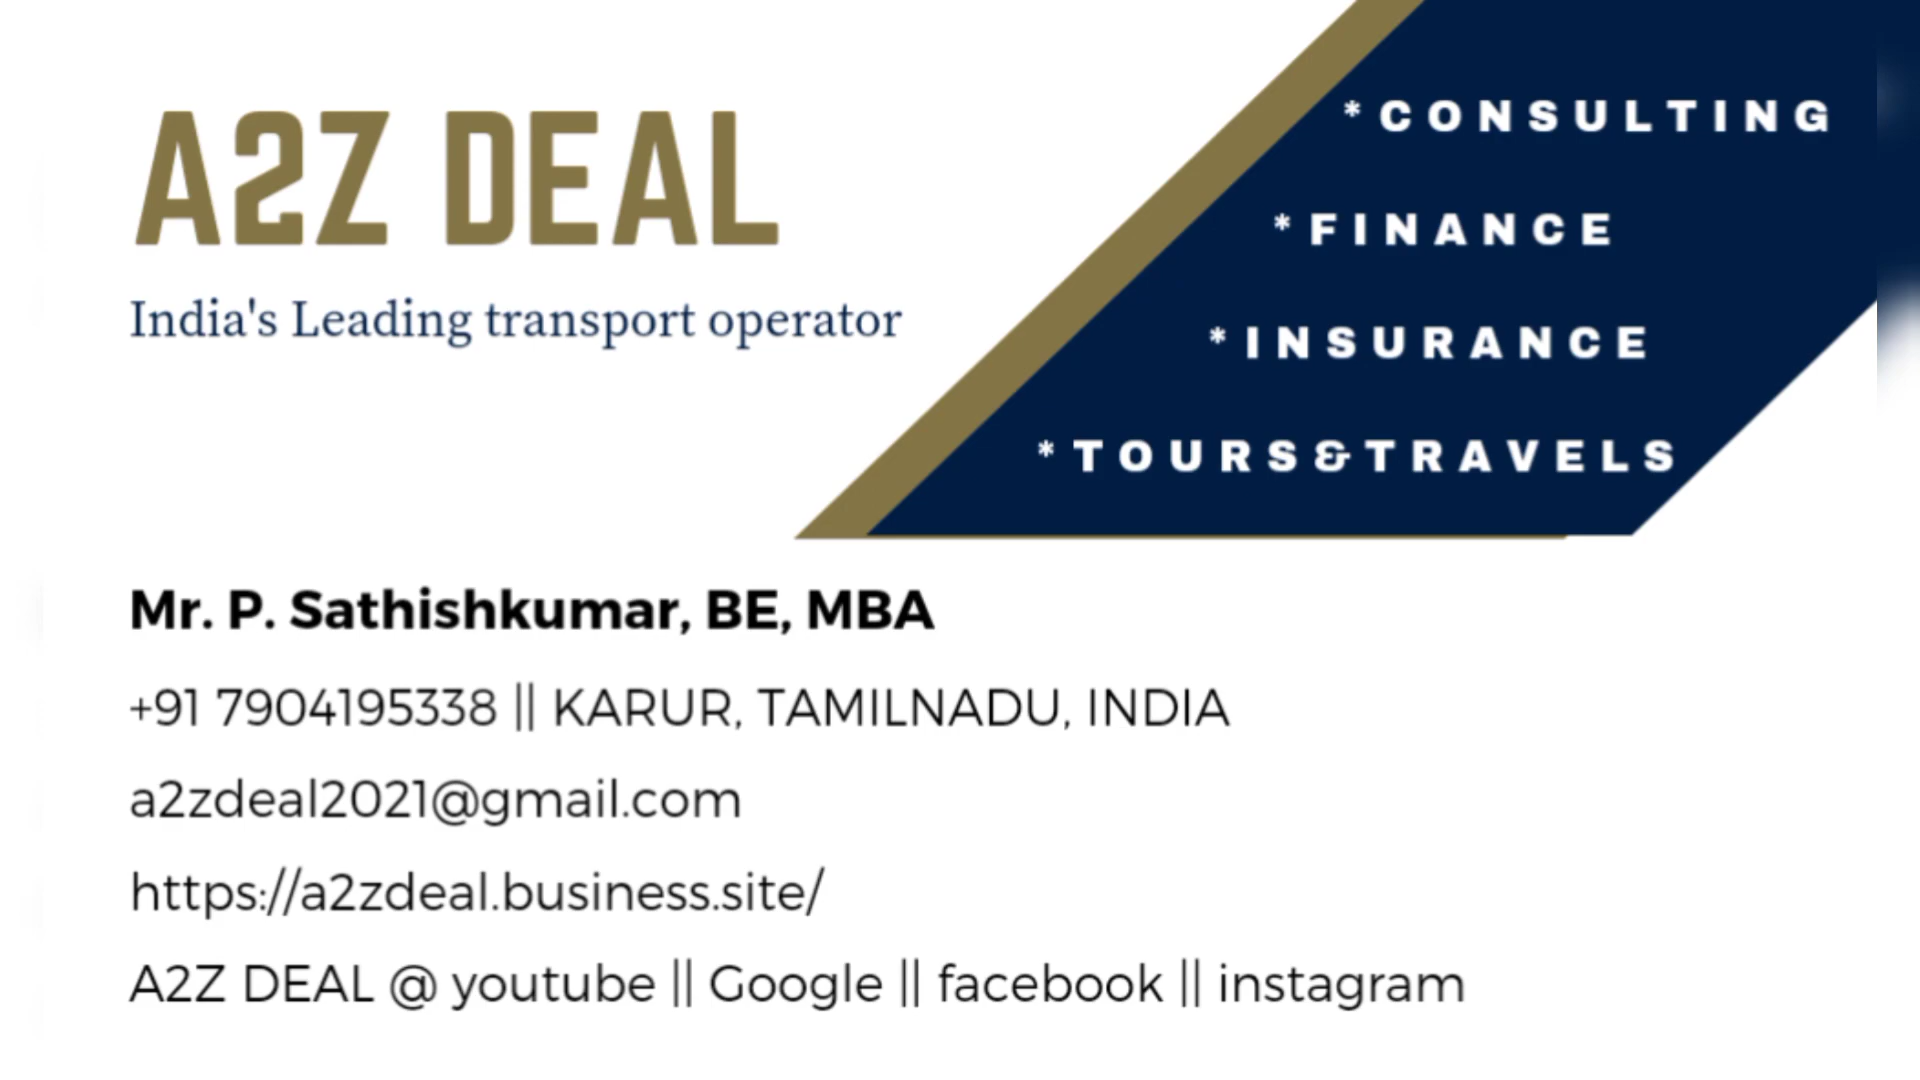 A2Z DEAL
India's Leading transport operator
* CONSULTING
* FINANCE
* INSURANCE
* TOURS&TRAVELS
Mr. P. Sathishkumar, BE, MBA
+91 7904195338 || KARUR, TAMILNADU, INDIA
a2zdeal2021@gmail.com
https://a2zdeal.business.site/
A2Z DEAL @ youtube || Google || facebook || instagram